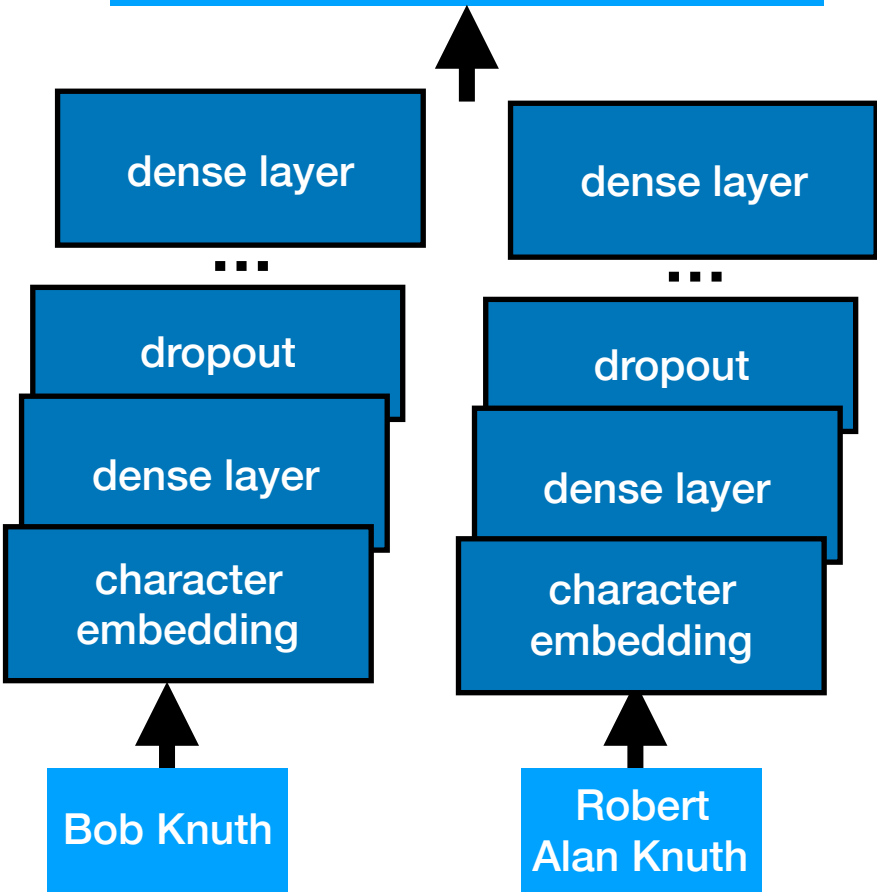 dense layer
...
dropout
dense layer
character
embedding
Bob Knuth
dense layer
...
dropout
dense layer
character
embedding
Robert
Alan Knuth